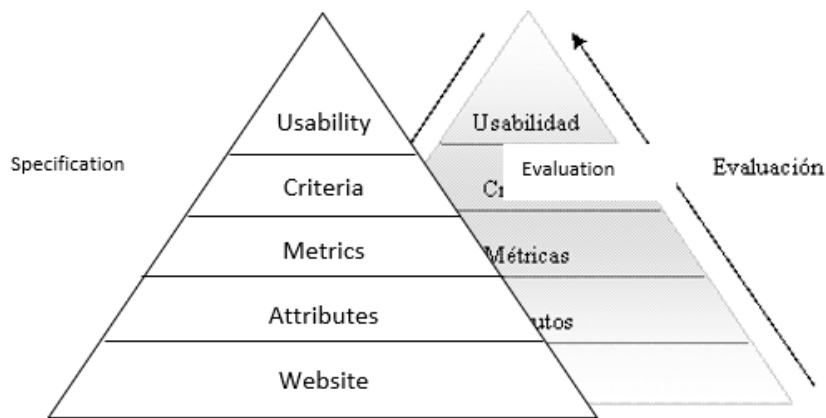 Usability
Usabilidad
Specification
Evaluation
Evaluación
Criteria
Metrics
Métricas
Attributes
Website